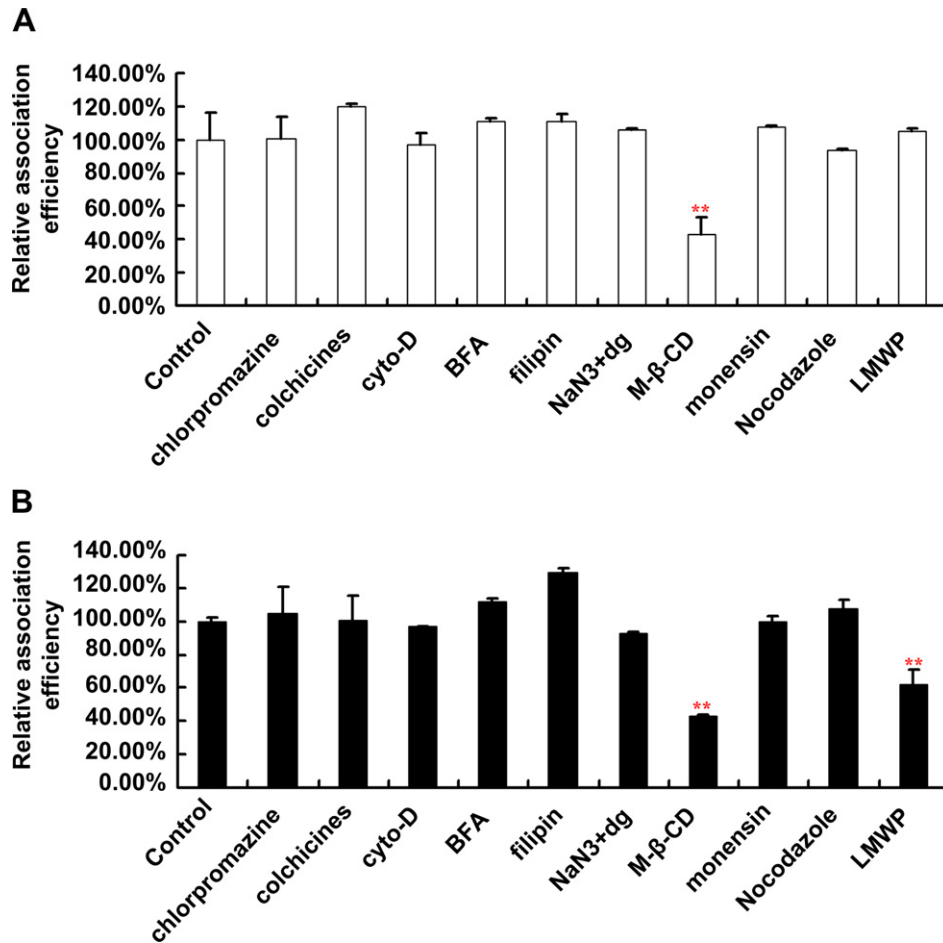 A
Relative association
efficiency
140.00%
120.00%
100.00%
80.00%
60.00%
40.00%
20.00%
0.00%
**
Control
chlorpromazine
colchicines
cyto-D
BFA
filipin
NaN3+dg
M-β-CD
monensin
Nocodazole
LMWP
B
Relative association
efficiency
140.00%
120.00%
100.00%
80.00%
60.00%
40.00%
20.00%
0.00%
**
**
Control
chlorpromazine
colchicines
cyto-D
BFA
filipin
NaN3+dg
M-β-CD
monensin
Nocodazole
LMWP